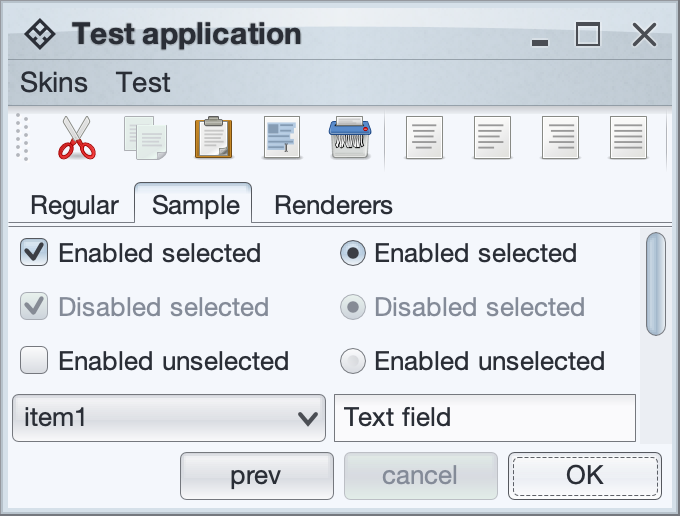 Test application
Skins Test
Regular Sample Renderers
Enabled selected Enabled selected
Disabled selected Disabled selected
Enabled unselected Enabled unselected
item1 Text field
prev cancel OK